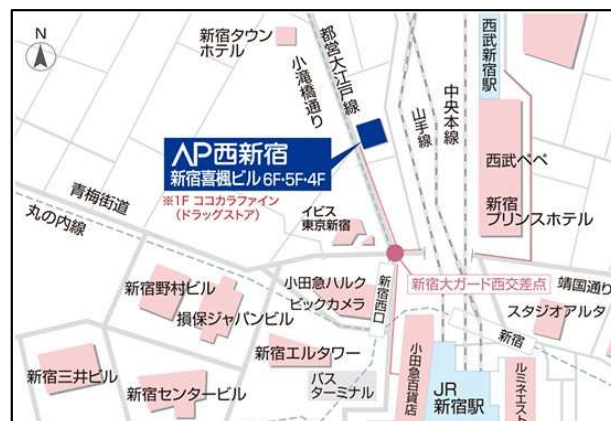 N
新宿タウン
ホテル
都営大江戸線
小滝橋通り
西武新宿駅
中央本線
山手線
AP西新宿
新宿喜楓ビル 6F・5F・4F
※1F ココカラファイン
（ドラッグストア）
西武ペペ
新宿
プリンスホテル
青梅街道
丸の内線
イビス
東京新宿
新宿大ガード西交差点
靖国通り
新宿野村ビル
損保ジャパンビル
小田急ハルク
ビックカメラ
新宿西口
スタジオアルタ
新宿
新宿三井ビル
新宿センタービル
新宿エルタワー
バス
ターミナル
小田急百貨店
JR
新宿駅
ルミネエスト